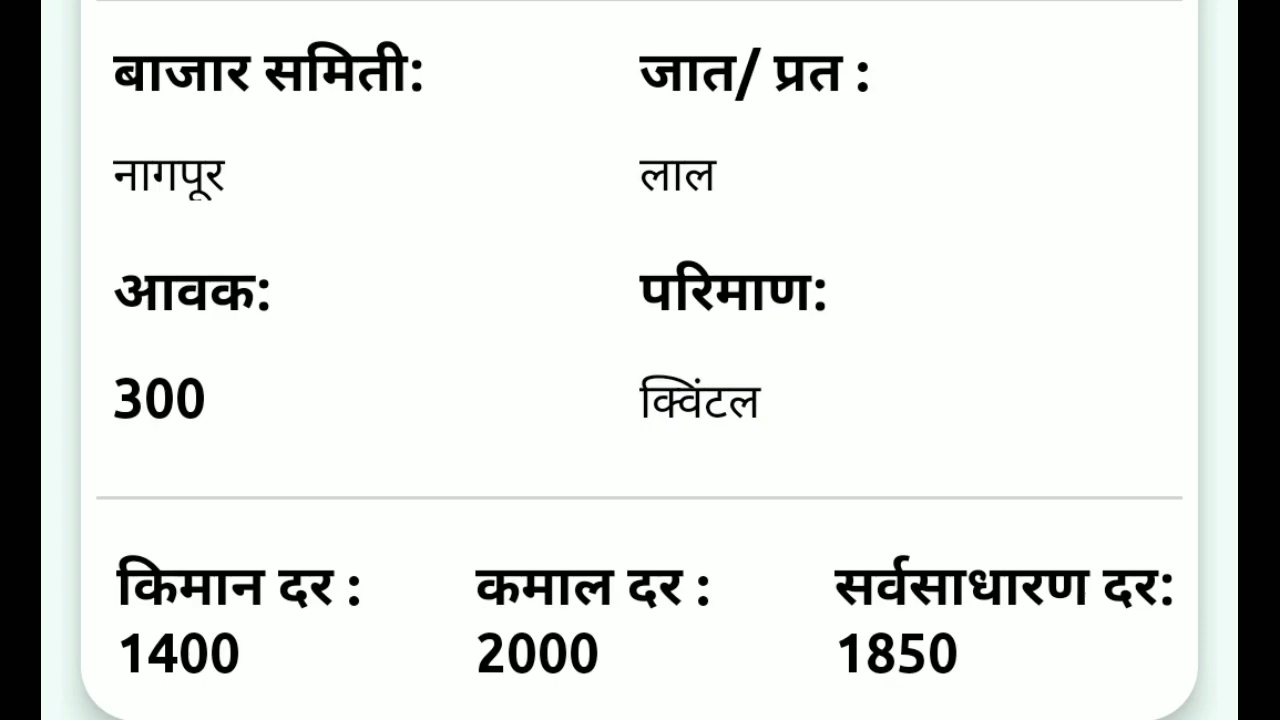 बाजार समिती: जात/ प्रत :
नागपूर लाल
आवक: परिमाण:
300 क्विंटल
किमान दर : कमाल दर : सर्वसाधारण दर:
1400 2000 1850